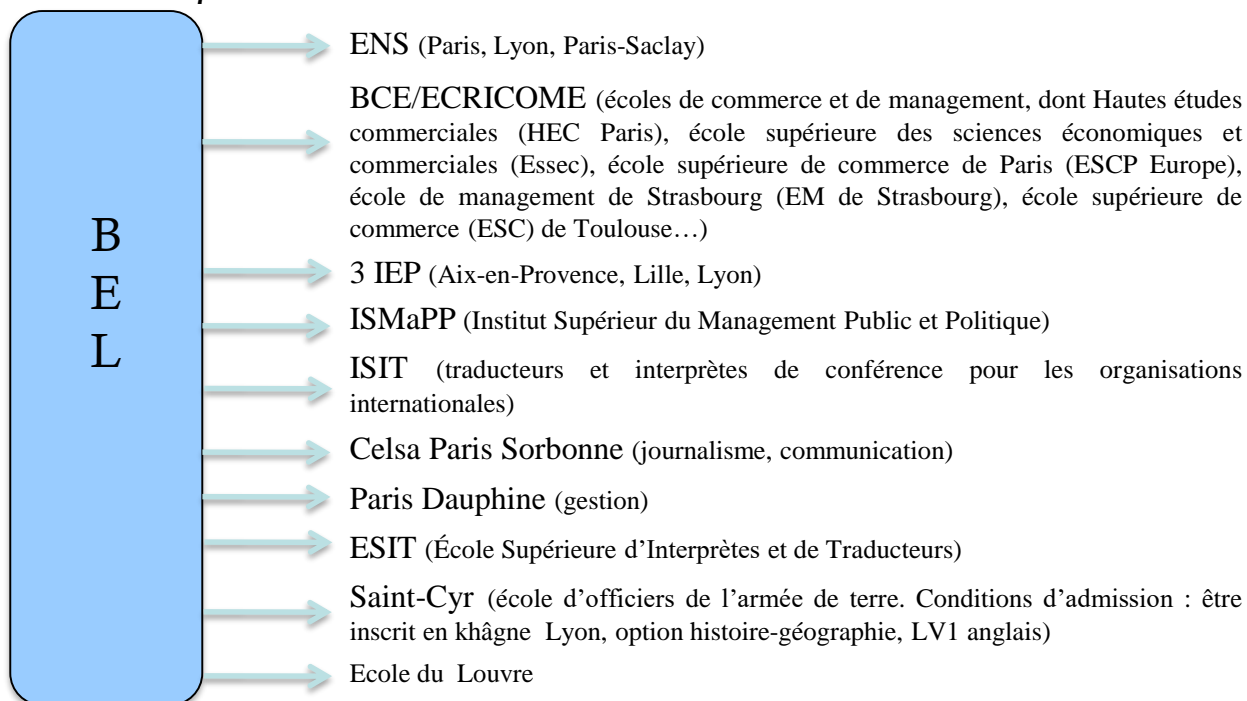 ENS (Paris, Lyon, Paris-Saclay)
BCE/ECRICOME (écoles de commerce et de management, dont Hautes études
commerciales (HEC Paris), école supérieure des sciences économiques et
commerciales (Essec), école supérieure de commerce de Paris (ESCP Europe),
école de management de Strasbourg (EM de Strasbourg), école supérieure de
commerce (ESC) de Toulouse…)
B
E
L
3 IEP (Aix-en-Provence, Lille, Lyon)
ISMaPP (Institut Supérieur du Management Public et Politique)
ISIT (traducteurs et interprètes de conférence pour les organisations
internationales)
Celsa Paris Sorbonne (journalisme, communication)
Paris Dauphine (gestion)
ESIT (École Supérieure d’Interprètes et de Traducteurs)
Saint-Cyr (école d’officiers de l’armée de terre. Conditions d’admission : être
inscrit en khâgne Lyon, option histoire-géographie, LV1 anglais)
Ecole du Louvre